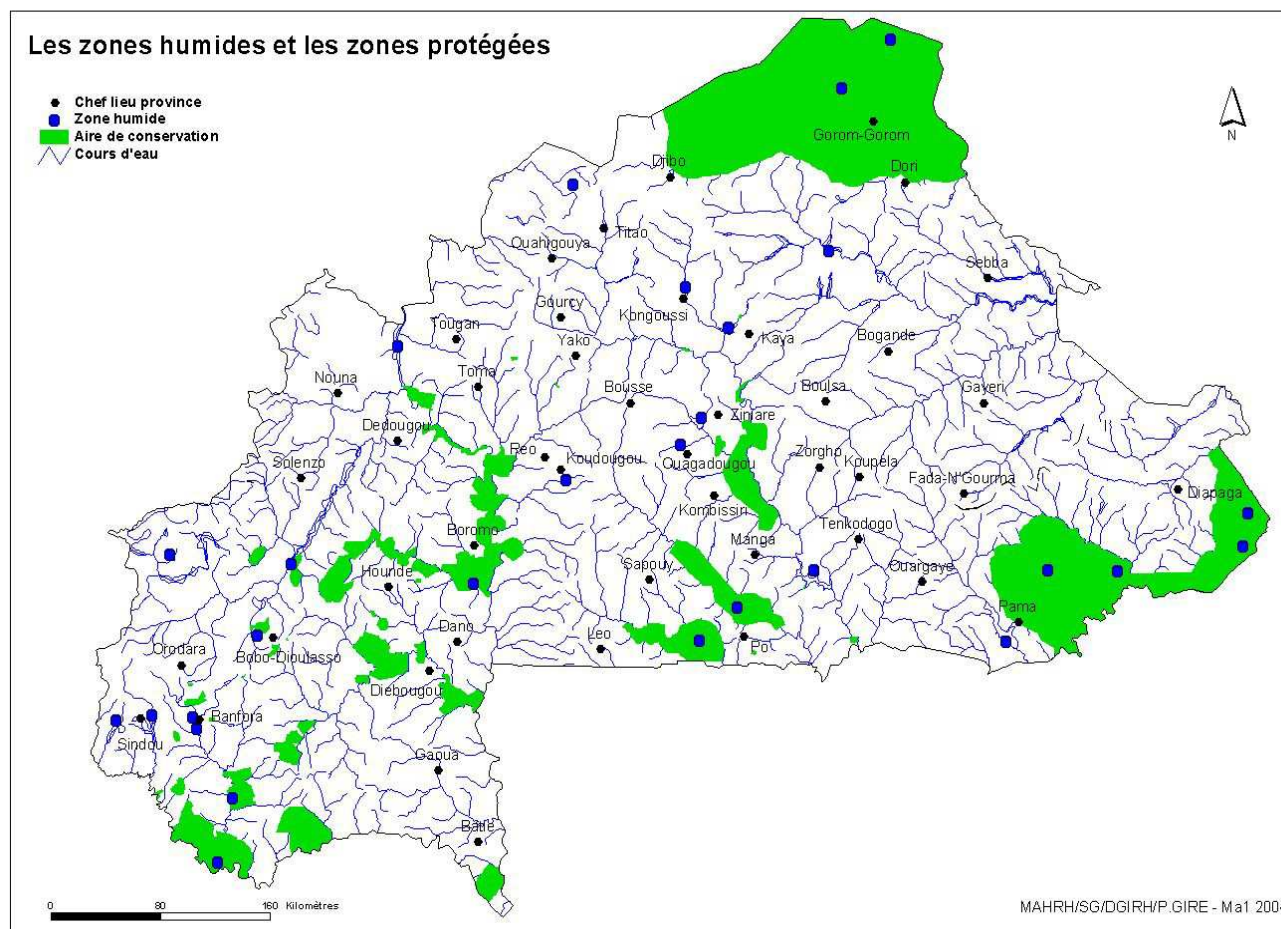 Les zones humides et les zones protégées
Chef lieu province
Zone humide
Aire de conservation
Cours d'eau
N
Gorom-Gorom
Djibo
Dori
Titao
Ouahigouya
Sebba
Gourcy
Kongoussi
Tougan
Yako
Kaya
Bogande
Nouna
Toma
Bousse
Boulsa
Gayeri
Ziniare
Dedougou
Reo
Koudougou
Ouagadougou
Zorgho
Koupela
Solenzo
Fada-N'Gourma
Diapaga
Kombissiri
Boromo
Tenkodogo
Manga
Hounde
Sapouy
Ouargaye
Pama
Dano
Leo
Po
Orodara
Bobo-Dioulasso
Diebougou
Banfora
Sindou
Gaoua
Batie
0 80 160 Kilomètres
MAHRH/SG/DGIRH/P.GIRE - Mai 2004